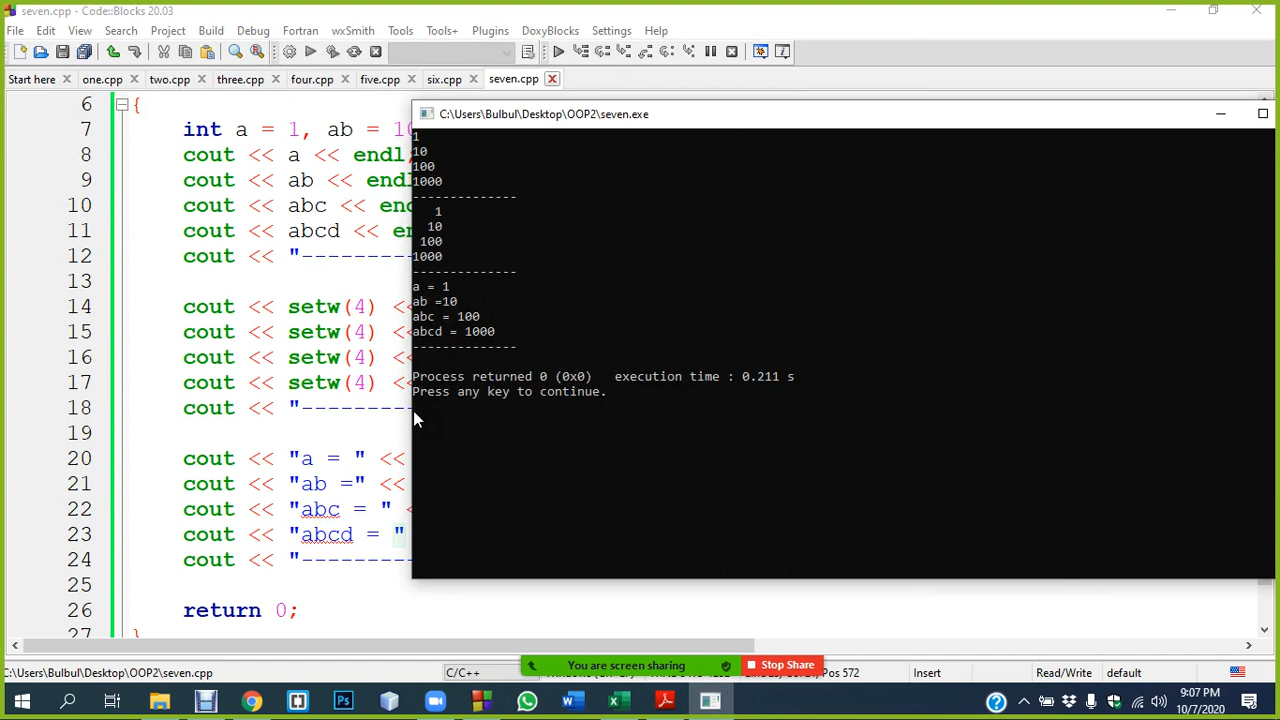 seven.cpp - Code::Blocks 20.03
File Edit View Search Project Build Debug Fortran wxSmith Tools Tools+ Plugins DoxyBlocks Settings Help
Start here one.cpp two.cpp three.cpp four.cpp five.cpp six.cpp seven.cpp
6 {
7 int a = 1, ab = 10
8 cout << a << endl;
9 cout << ab << endl
10 cout << abc << end
11 cout << abcd << en
12 cout << "--------
13
14 cout << setw(4) <<
15 cout << setw(4) <<
16 cout << setw(4) <<
17 cout << setw(4) <<
18 cout << "--------
19
20 cout << "a = " <<
21 cout << "ab =" <<
22 cout << "abc = " <
23 cout << "abcd = "
24 cout << "--------
25
26 return 0;
27 }
C:\Users\Bulbul\Desktop\OOP2\seven.exe
1
10
100
1000
--------------
1
10
100
1000
--------------
a = 1
ab =10
abc = 100
abcd = 1000
--------------
Process returned 0 (0x0) execution time : 0.211 s
Press any key to continue.
You are screen sharing Stop Share
C:\Users\Bulbul\Desktop\OOP2\seven.cpp C/C++ Pos 572 Insert Read/Write default
9:07 PM
10/7/2020